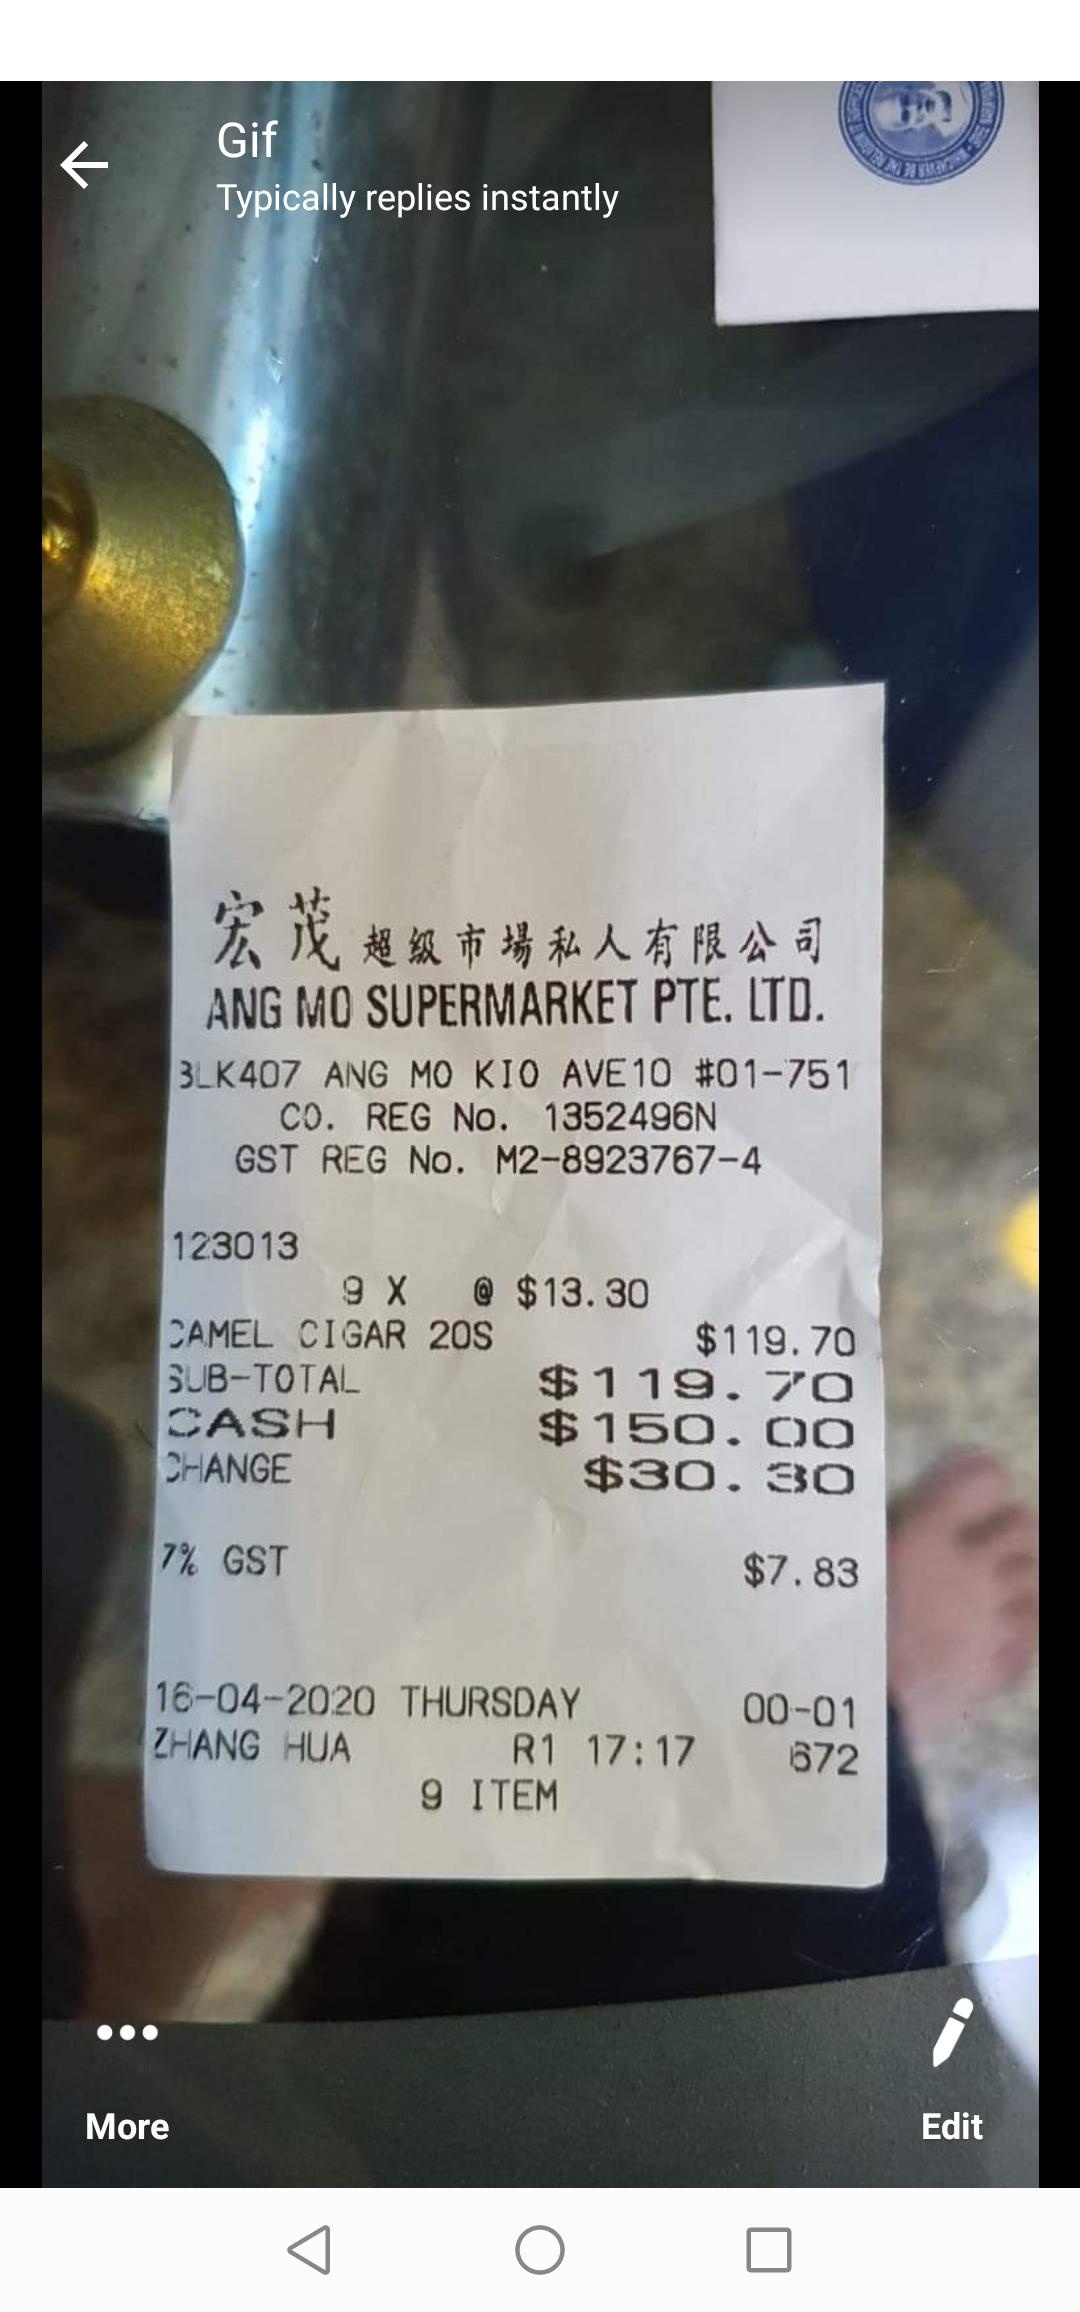 Gif
Typically replies instantly
宏茂超级市場私人有限公司
ANG MO SUPERMARKET PTE. LTD.
BLK407 ANG MO KIO AVE10 #01-751
CO. REG No. 1352496N
GST REG No. M2-8923767-4
123013
9 X @ $13.30
CAMEL CIGAR 20S $119.70
SUB-TOTAL $119.70
CASH $150.00
CHANGE $30.30
7% GST $7.83
16-04-2020 THURSDAY 00-01
ZHANG HUA R1 17:17 672
9 ITEM
More
Edit